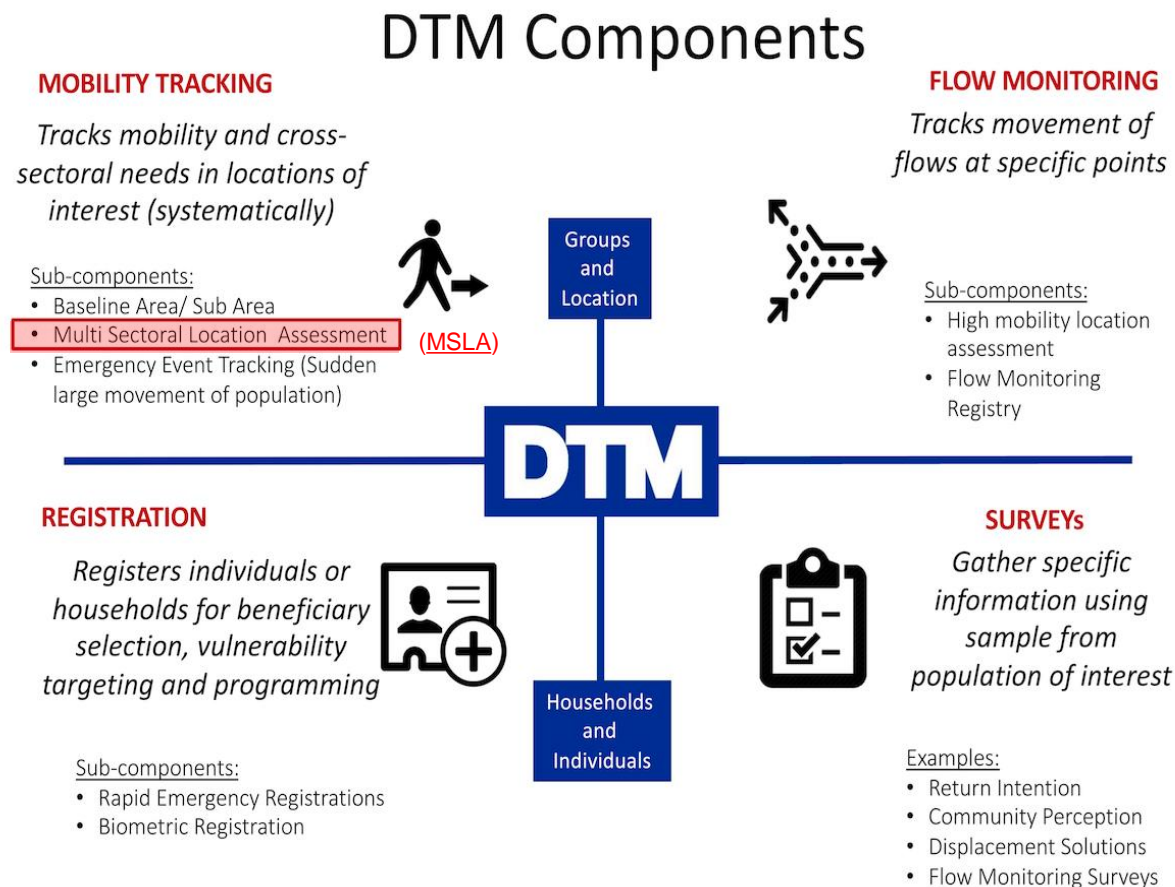 DTM Components
MOBILITY TRACKING
Tracks mobility and cross-
sectoral needs in locations of
interest (systematically)
Sub-components:
• Baseline Area/ Sub Area
• Multi Sectoral Location Assessment
(MSLA)
• Emergency Event Tracking (Sudden
large movement of population)
Groups
and
Location
FLOW MONITORING
Tracks movement of
flows at specific points
Sub-components:
• High mobility location
assessment
• Flow Monitoring
Registry
DTM
REGISTRATION
Registers individuals or
households for beneficiary
selection, vulnerability
targeting and programming
Sub-components:
• Rapid Emergency Registrations
• Biometric Registration
Households
and
Individuals
SURVEYs
Gather specific
information using
sample from
population of interest
Examples:
• Return Intention
• Community Perception
• Displacement Solutions
• Flow Monitoring Surveys